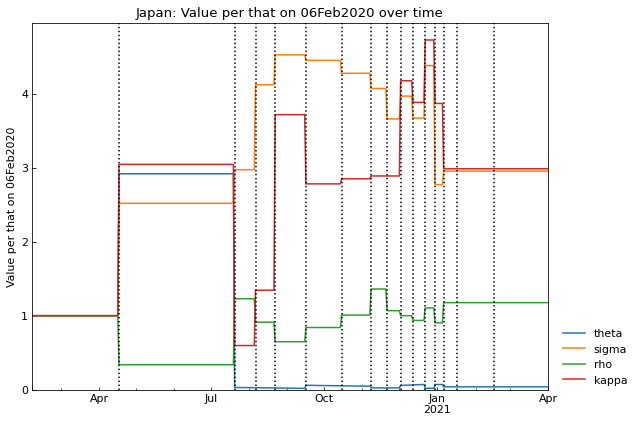 Japan: Value per that on 06Feb2020 over time
Value per that on 06Feb2020
4
3
2
1
0
Apr
Jul
Oct
Jan
2021
Apr
theta
sigma
rho
kappa